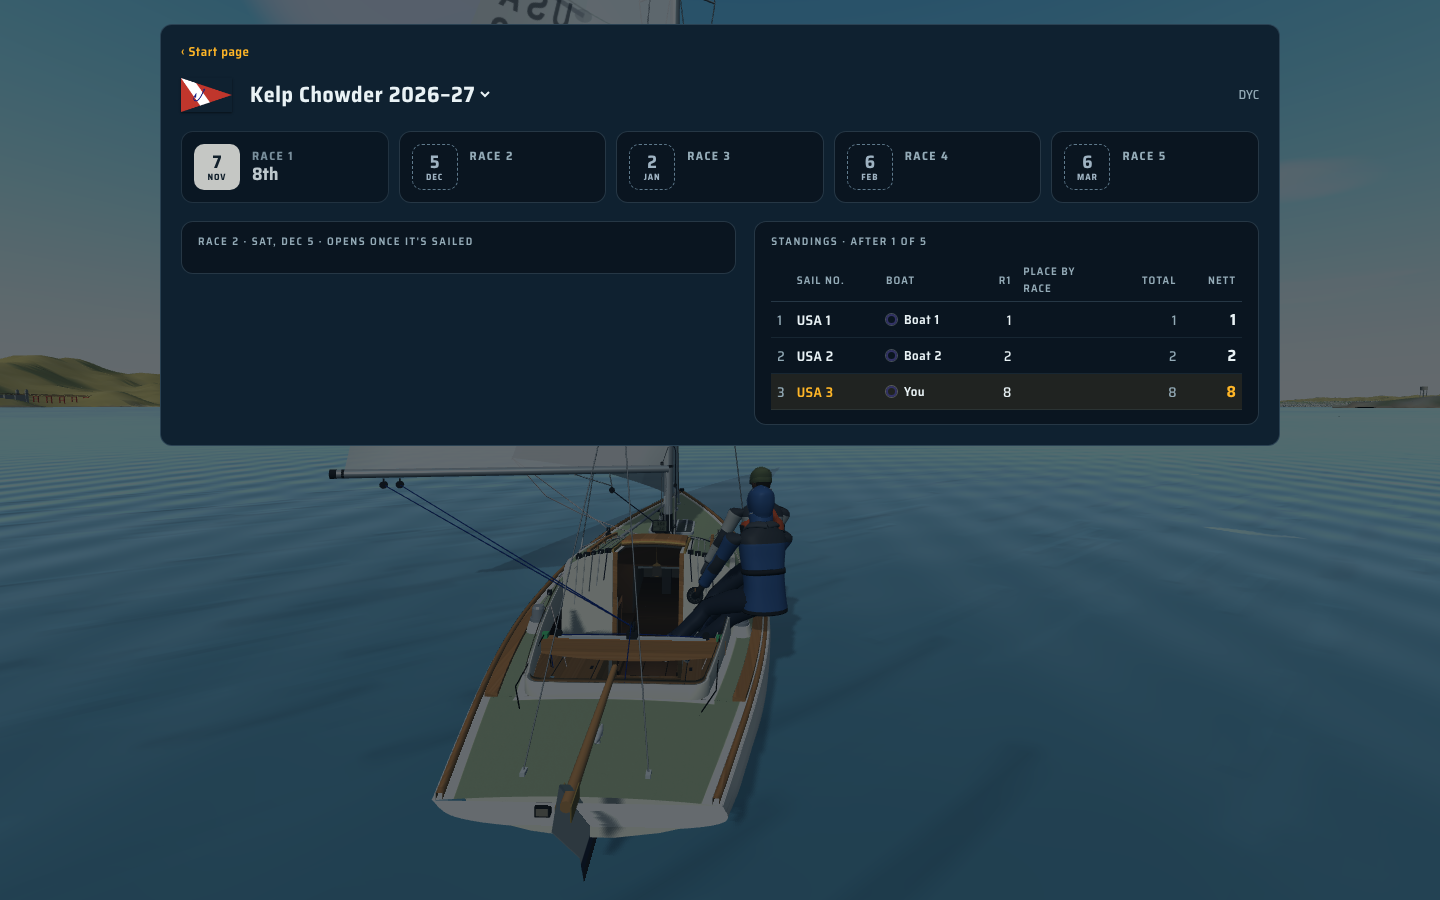 USA
‹ Start page
Kelp Chowder 2026–27
DYC
7
NOV
RACE 1
8th
5
DEC
RACE 2
2
JAN
RACE 3
6
FEB
RACE 4
6
MAR
RACE 5
RACE 2 · SAT, DEC 5 · OPENS ONCE IT'S SAILED
STANDINGS · AFTER 1 OF 5
SAIL NO. BOAT R1 PLACE BY RACE TOTAL NETT
1 USA 1 Boat 1 1 1 1
2 USA 2 Boat 2 2 2 2
3 USA 3 You 8 8 8